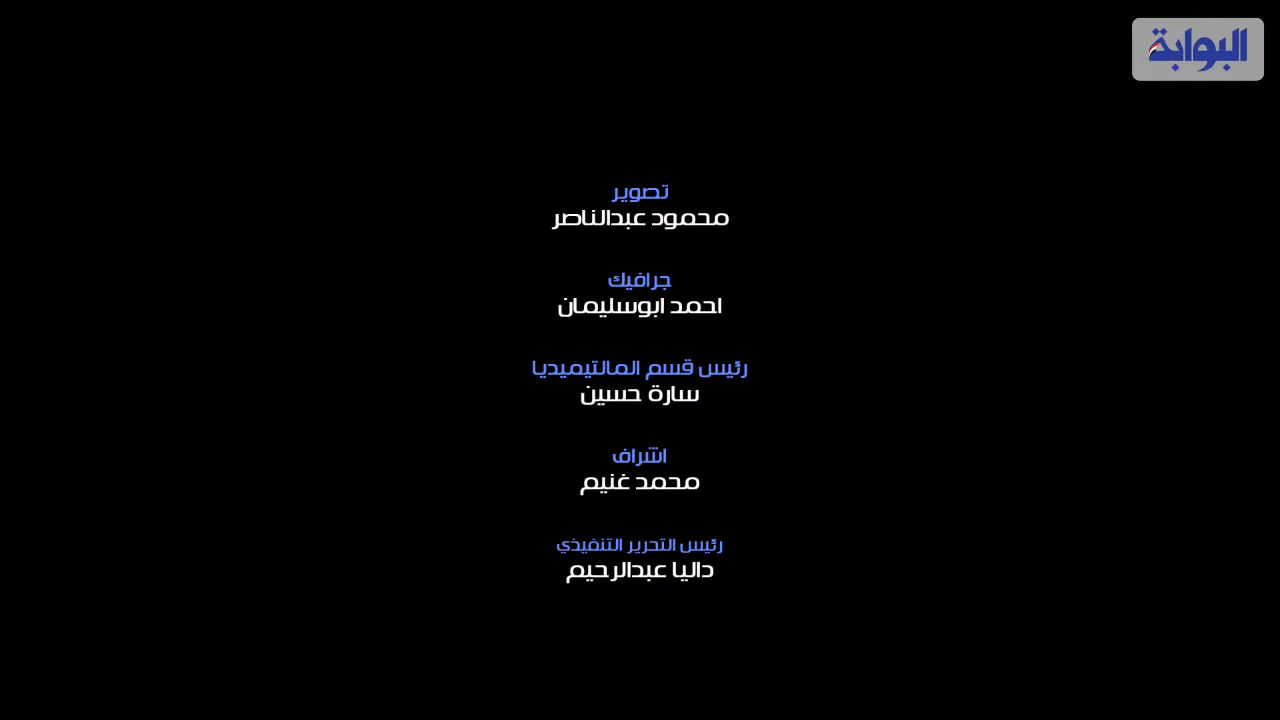 البوابة
تصوير
محمود عبدالناصر
جرافيك
احمد ابوسليمان
رئيس قسم المالتيميديا
سارة حسين
اشراف
محمد غنيم
رئيس التحرير التنفيذي
داليا عبدالرحيم